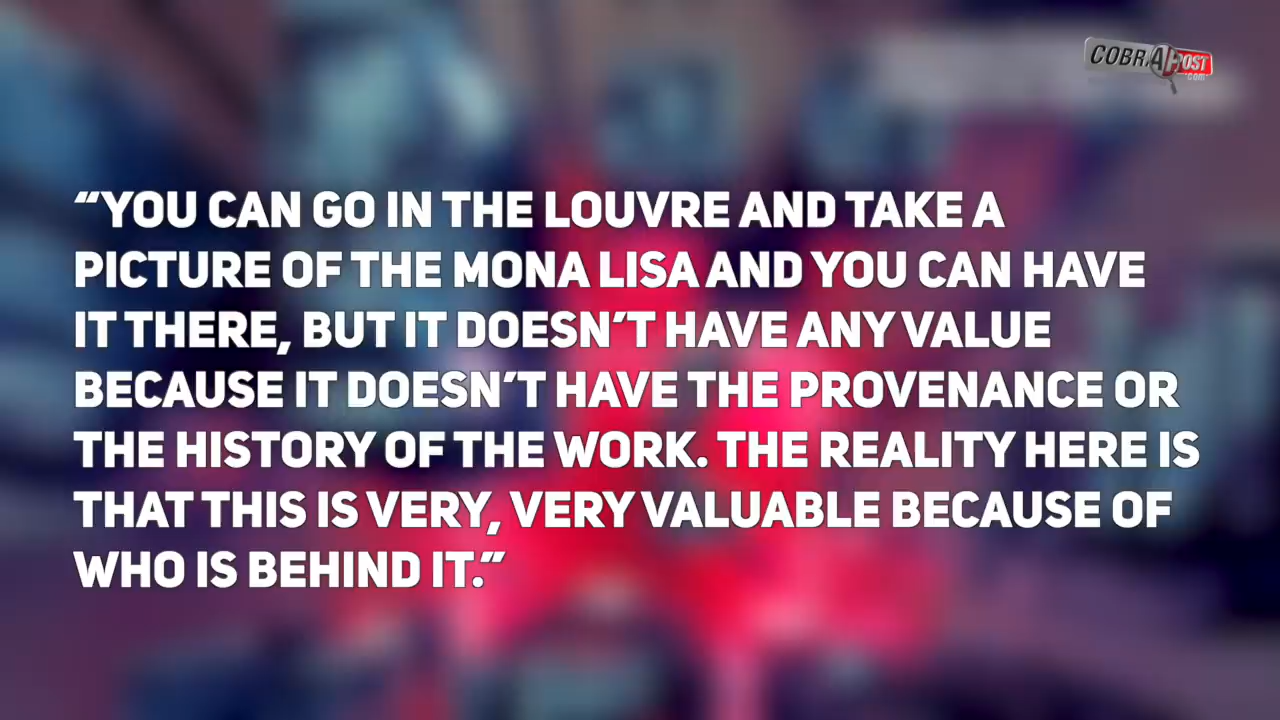 COBRAPOST
.com
“YOU CAN GO IN THE LOUVRE AND TAKE A
PICTURE OF THE MONA LISA AND YOU CAN HAVE
IT THERE, BUT IT DOESN’T HAVE ANY VALUE
BECAUSE IT DOESN’T HAVE THE PROVENANCE OR
THE HISTORY OF THE WORK. THE REALITY HERE IS
THAT THIS IS VERY, VERY VALUABLE BECAUSE OF
WHO IS BEHIND IT.”